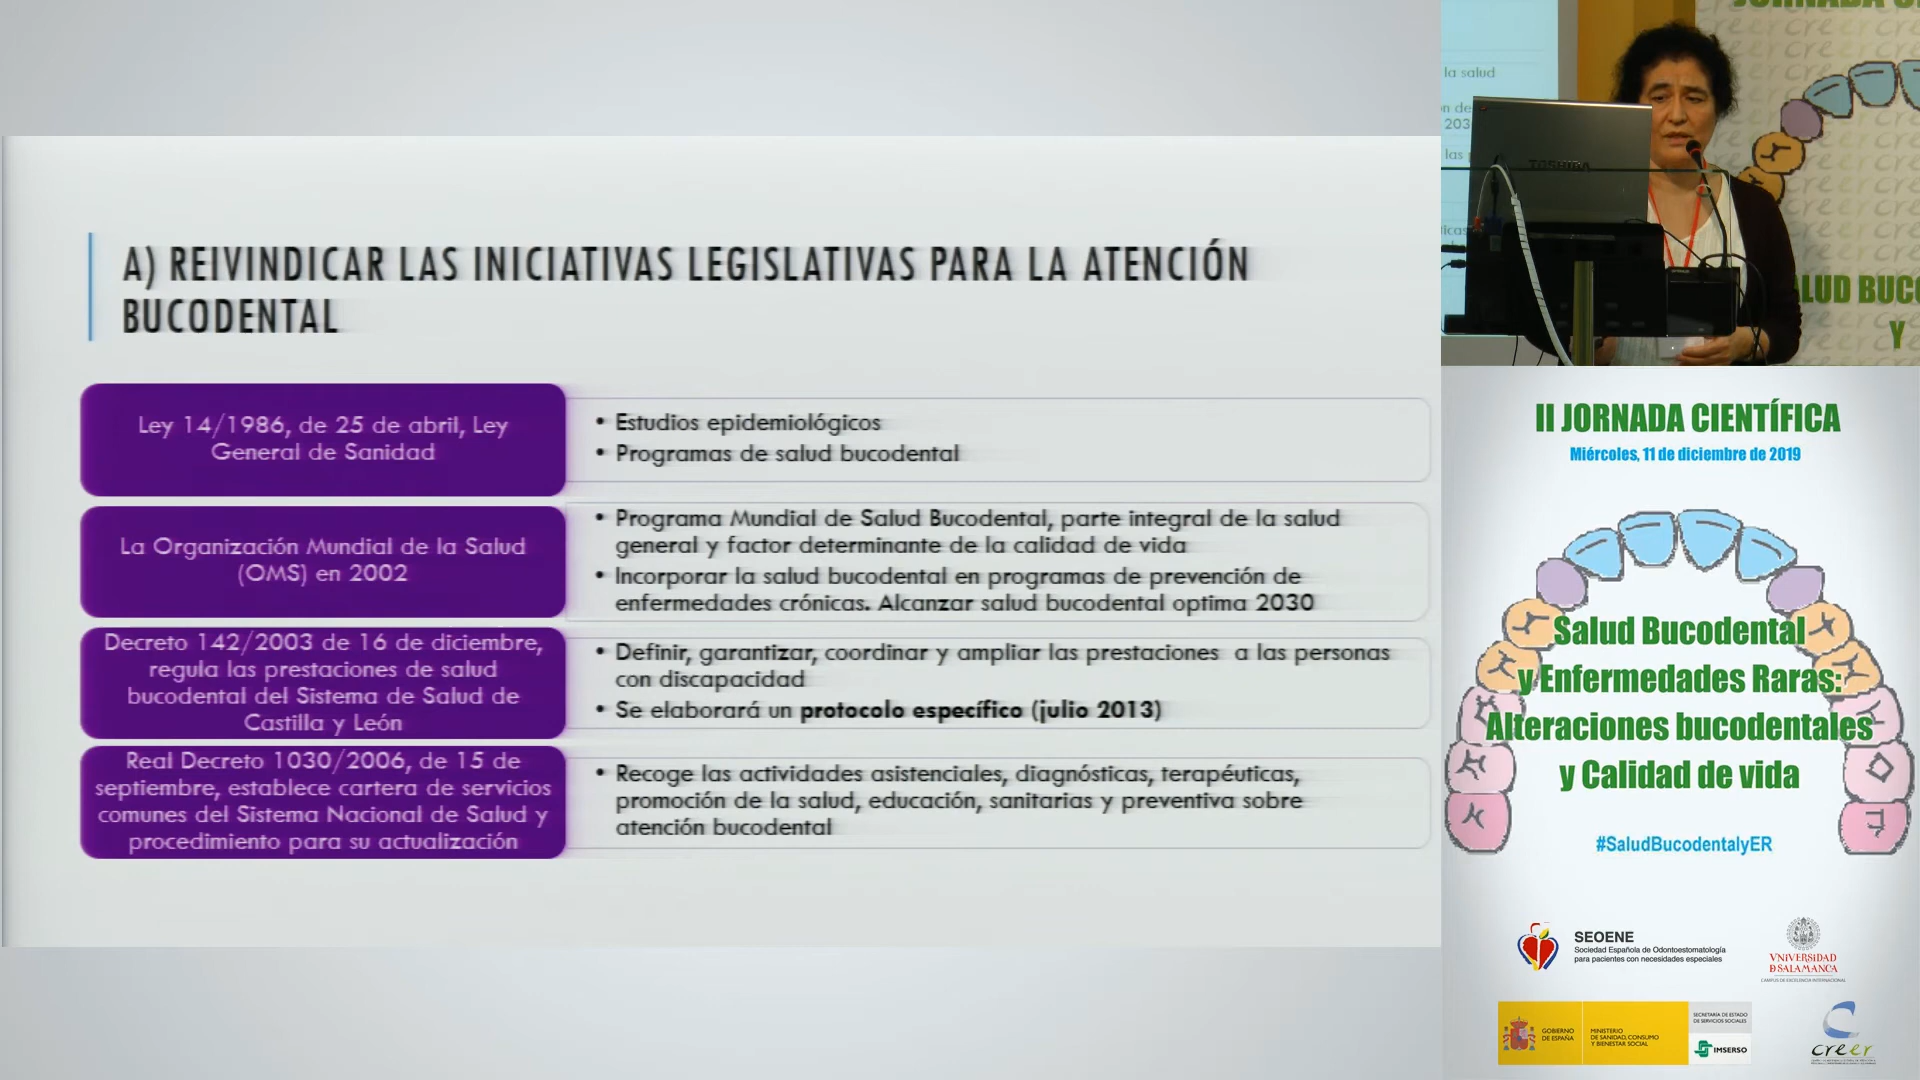 A) REIVINDICAR LAS INICIATIVAS LEGISLATIVAS PARA LA ATENCIÓN
BUCODENTAL
Ley 14/1986, de 25 de abril, Ley
General de Sanidad
• Estudios epidemiológicos
• Programas de salud bucodental
La Organización Mundial de la Salud
(OMS) en 2002
• Programa Mundial de Salud Bucodental, parte integral de la salud
general y factor determinante de la calidad de vida
• Incorporar la salud bucodental en programas de prevención de
enfermedades crónicas. Alcanzar salud bucodental optima 2030
Decreto 142/2003 de 16 de diciembre,
regula las prestaciones de salud
bucodental del Sistema de Salud de
Castilla y León
• Definir, garantizar, coordinar y ampliar las prestaciones a las personas
con discapacidad
• Se elaborará un protocolo específico (julio 2013)
Real Decreto 1030/2006, de 15 de
septiembre, establece cartera de servicios
comunes del Sistema Nacional de Salud y
procedimiento para su actualización
• Recoge las actividades asistenciales, diagnósticas, terapéuticas,
promoción de la salud, educación, sanitarias y preventiva sobre
atención bucodental
la salud
n de
203
las
TOSHIBA
creer
LUD BUCO
Y
II JORNADA CIENTÍFICA
Miércoles, 11 de diciembre de 2019
Salud Bucodental
y Enfermedades Raras:
Alteraciones bucodentales
y Calidad de vida
#SaludBucodentalyER
SEOENE
Sociedad Española de Odontoestomatología
para pacientes con necesidades especiales
VNIVERSIDAD
D SALAMANCA
CAMPUS DE EXCELENCIA INTERNACIONAL
GOBIERNO
DE ESPAÑA
MINISTERIO
DE SANIDAD, CONSUMO
Y BIENESTAR SOCIAL
SECRETARÍA DE ESTADO
DE SERVICIOS SOCIALES
IMSERSO
creer